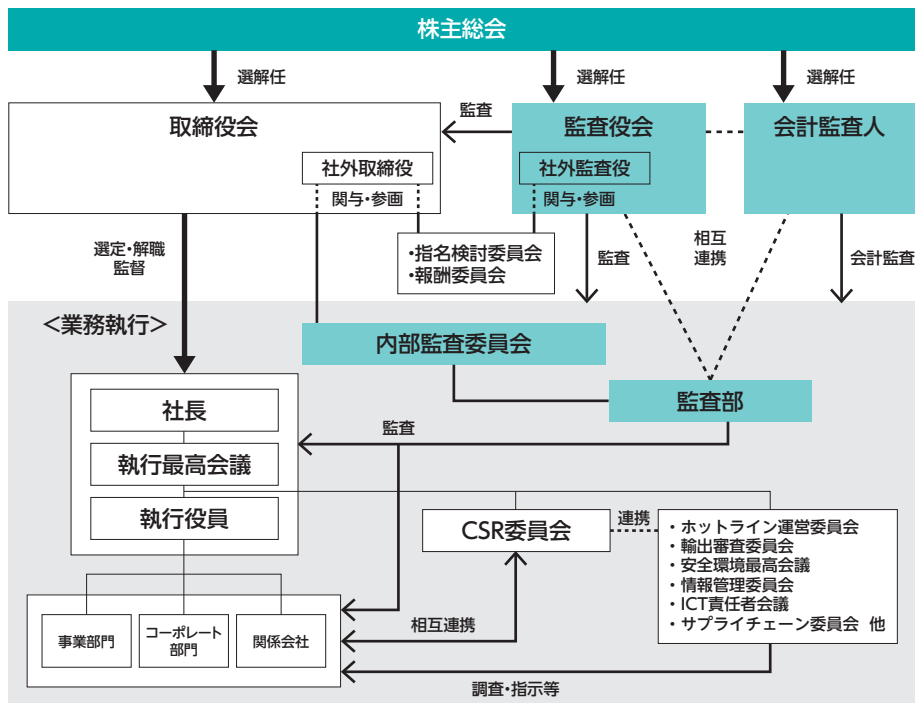 株主総会
選解任
選解任
選解任
取締役会
監査
監査役会
会計監査人
社外取締役
関与・参画
社外監査役
関与・参画
選定・解職
監督
・指名検討委員会
・報酬委員会
監査
相互
連携
会計監査
＜業務執行＞
内部監査委員会
監査部
社長
監査
執行最高会議
執行役員
CSR委員会
連携
・ホットライン運営委員会
・輸出審査委員会
・安全環境最高会議
・情報管理委員会
・ICT責任者会議
・サプライチェーン委員会 他
事業部門
コーポレート
部門
関係会社
相互連携
調査・指示等